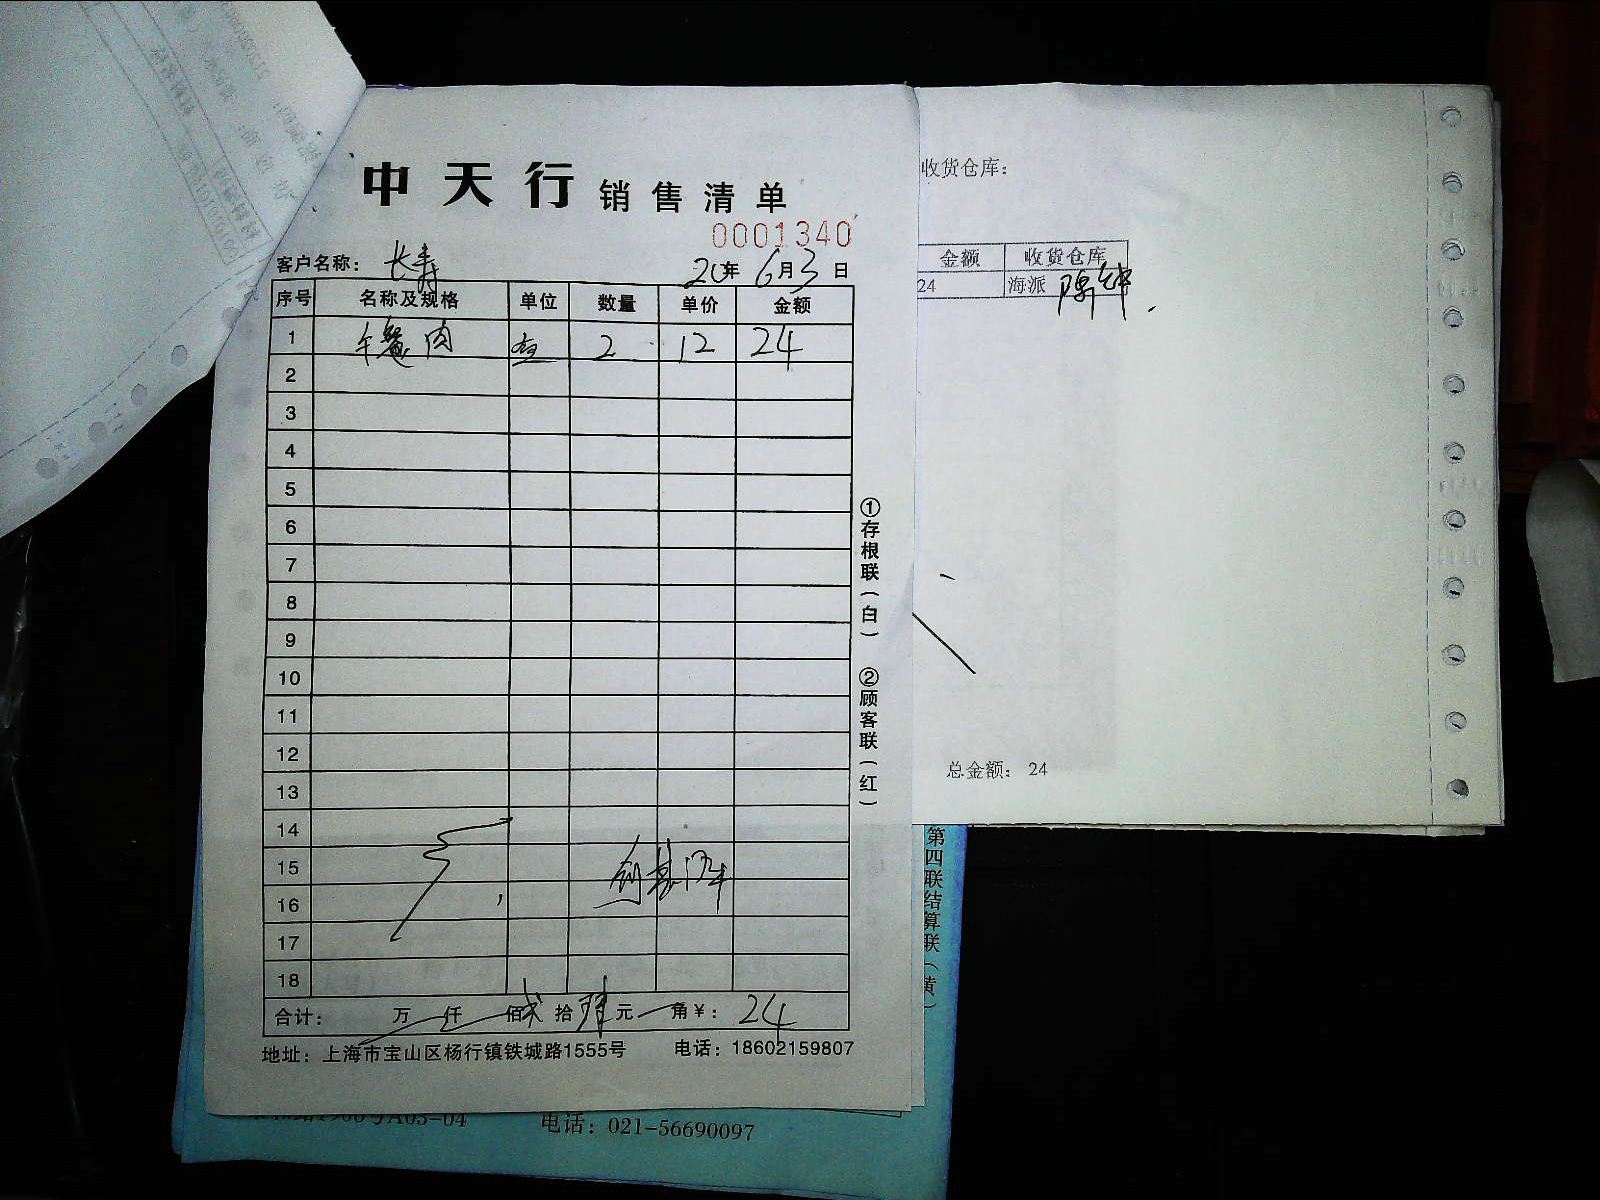 中天行 销售清单
0001340
客户名称： 长寿 20年 6月3日
序号 名称及规格 单位 数量 单价 金额
1 午餐肉 2 12 24
2
3
4
5
6
7
8
9
10
11
12
13
14
15
16
17
18
合计： 万 仟 佰 贰 拾 肆 元 角 ¥： 24
地址：上海市宝山区杨行镇铁城路1555号 电话：18602159807
①存根联（白） ②顾客联（红）
收货仓库：
金额 收货仓库
24 海派
总金额： 24
第四联结算联（黄）
电话：021-56690097